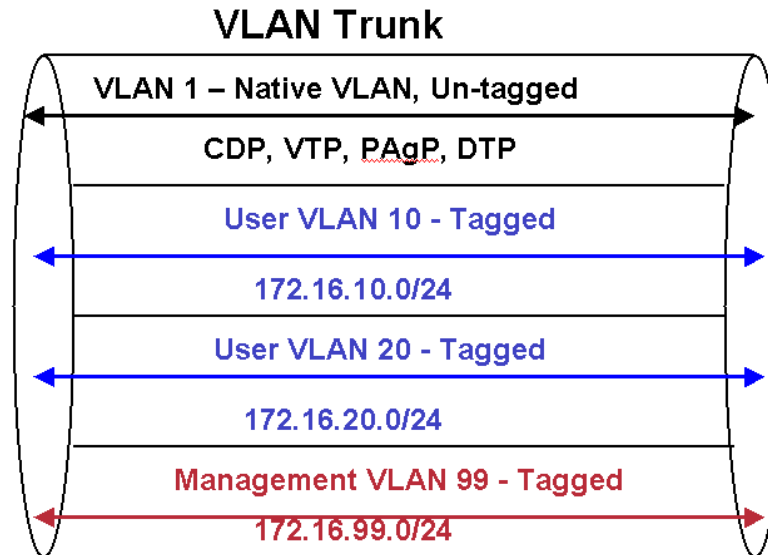 VLAN Trunk
VLAN 1 – Native VLAN, Un-tagged
CDP, VTP, PAgP, DTP
User VLAN 10 - Tagged
172.16.10.0/24
User VLAN 20 - Tagged
172.16.20.0/24
Management VLAN 99 - Tagged
172.16.99.0/24